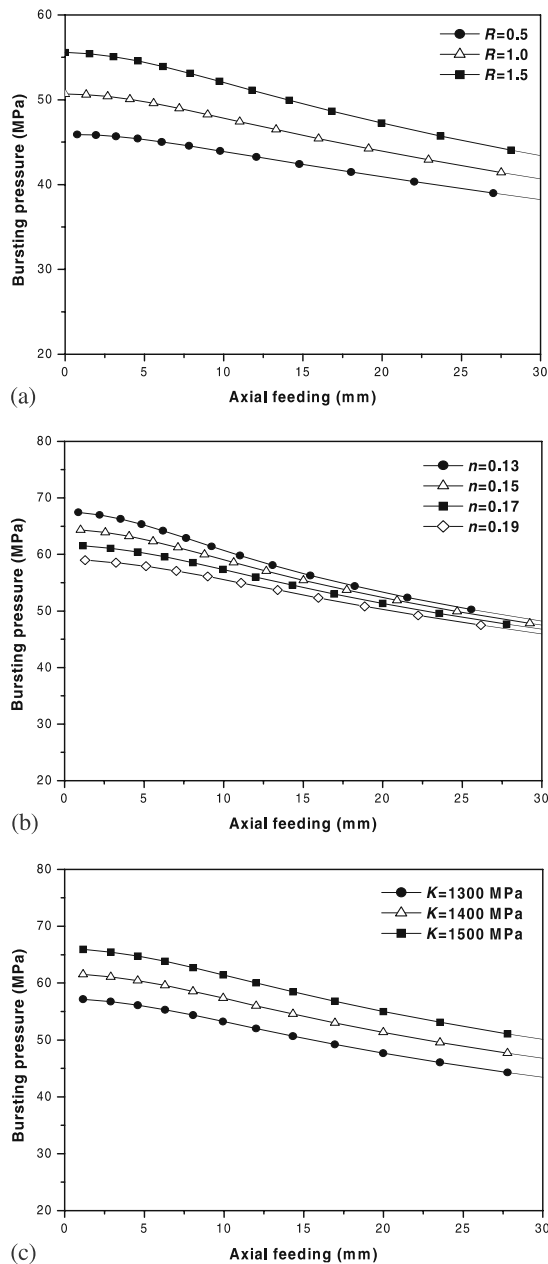 60
50
40
30
20
Bursting pressure (MPa)
R=0.5
R=1.0
R=1.5
0 5 10 15 20 25 30
Axial feeding (mm)
(a)
80
70
60
50
40
30
20
Bursting pressure (MPa)
n=0.13
n=0.15
n=0.17
n=0.19
0 5 10 15 20 25 30
Axial feeding (mm)
(b)
80
70
60
50
40
30
20
Bursting pressure (MPa)
K=1300 MPa
K=1400 MPa
K=1500 MPa
0 5 10 15 20 25 30
Axial feeding (mm)
(c)